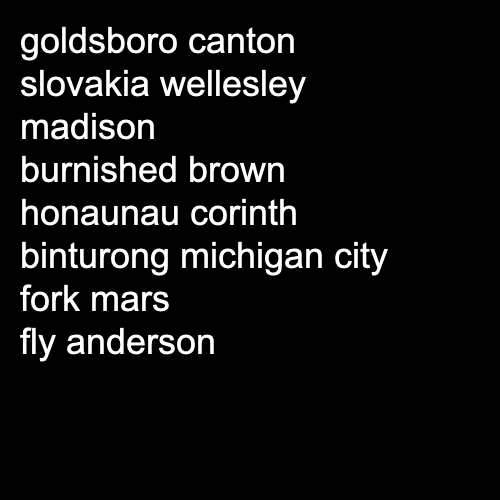 goldsboro canton
slovakia wellesley
madison
burnished brown
honaunau corinth
binturong michigan city
fork mars
fly anderson